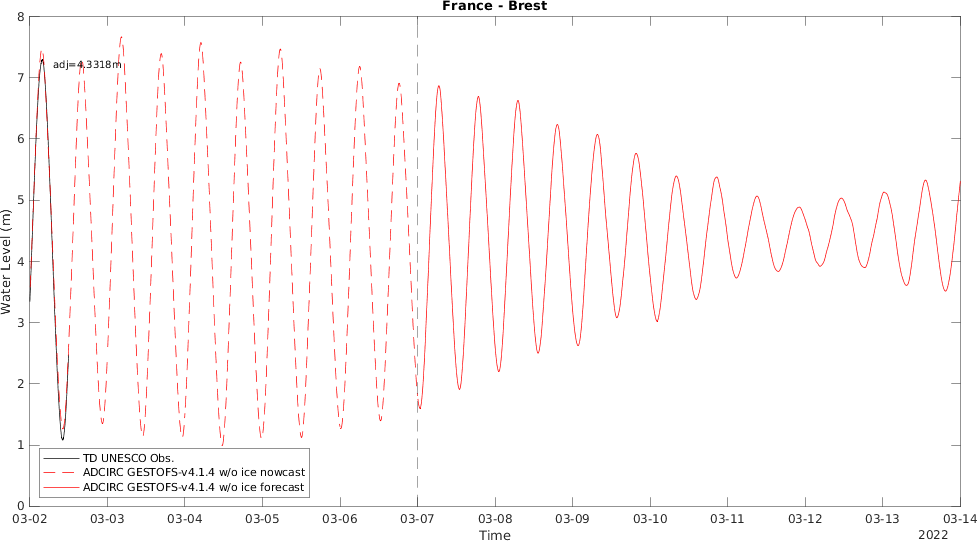 France - Brest
8
7
6
5
4
3
2
1
0
Water Level (m)
adj=4.3318m
TD UNESCO Obs.
ADCIRC GESTOFS-v4.1.4 w/o ice nowcast
ADCIRC GESTOFS-v4.1.4 w/o ice forecast
03-02 03-03 03-04 03-05 03-06 03-07 03-08 03-09 03-10 03-11 03-12 03-13 03-14
Time
2022